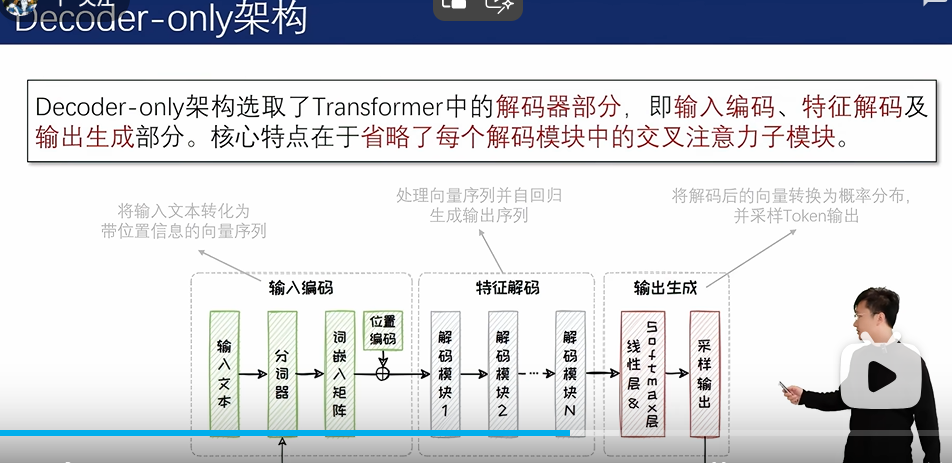 Decoder-only架构
Decoder-only架构选取了Transformer中的解码器部分，即输入编码、特征解码及
输出生成部分。核心特点在于省略了每个解码模块中的交叉注意力子模块。
将输入文本转化为
带位置信息的向量序列
处理向量序列并自回归
生成输出序列
将解码后的向量转换为概率分布，
并采样Token输出
输入编码
特征解码
输出生成
输入文本
分词器
词嵌入矩阵
位置
编码
解码模块1
解码模块2
...
解码模块N
线性层&
Softmax层
采样输出